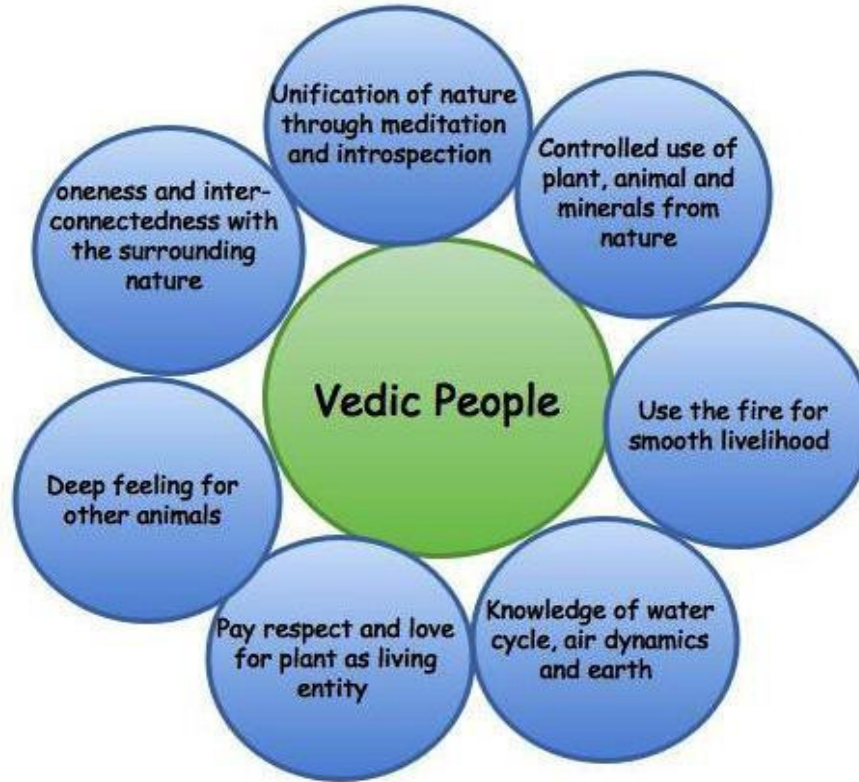 Unification of nature
through meditation
and introspection
Controlled use of
plant, animal and
minerals from
nature
oneness and inter-
connectedness with
the surrounding
nature
Vedic People
Use the fire for
smooth livelihood
Deep feeling for
other animals
Knowledge of water
cycle, air dynamics
and earth
Pay respect and love
for plant as living
entity